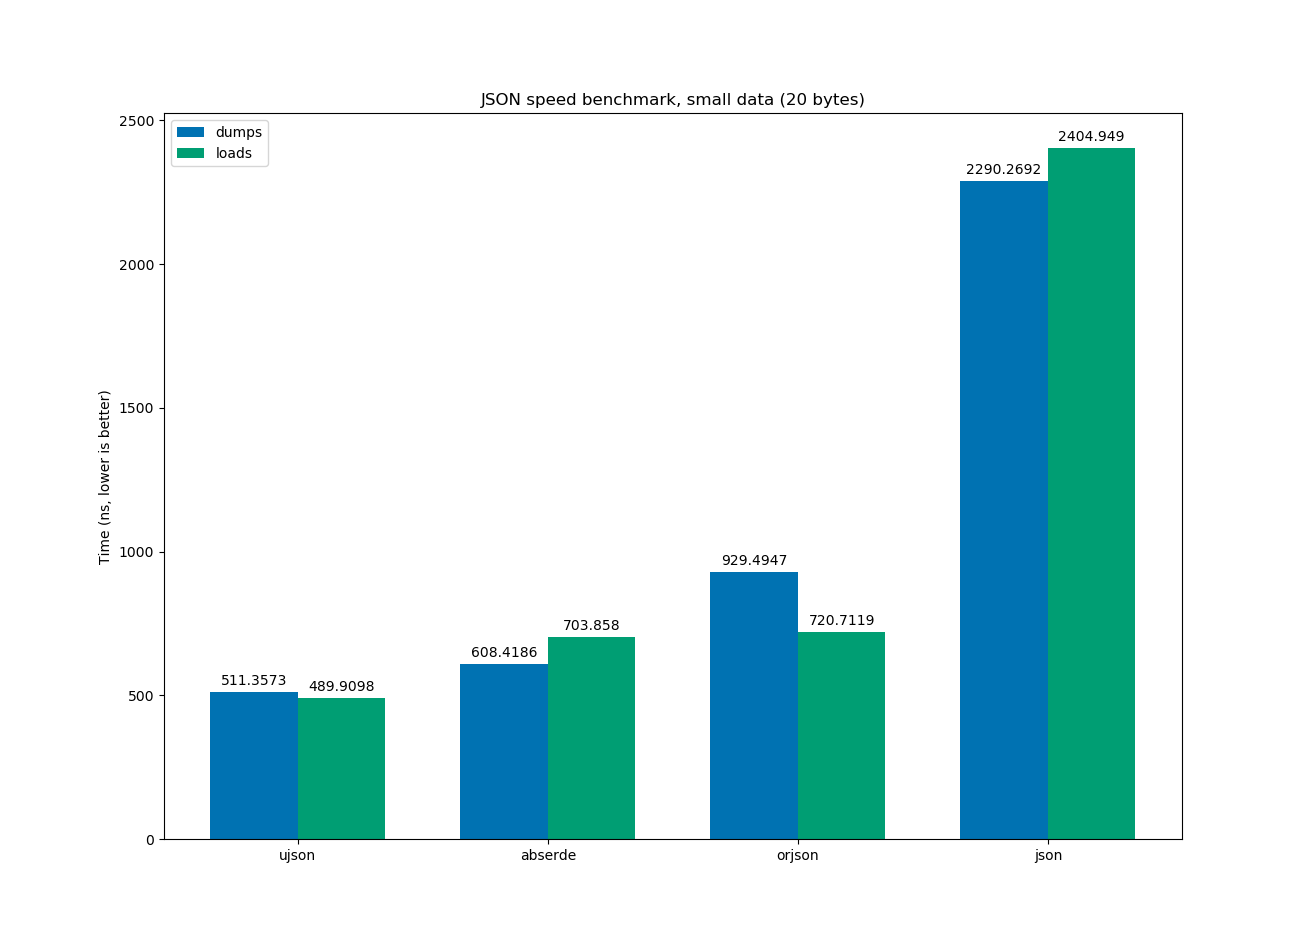 JSON speed benchmark, small data (20 bytes)
dumps
loads
Time (ns, lower is better)
2500
2000
1500
1000
500
0
511.3573
489.9098
608.4186
703.858
929.4947
720.7119
2290.2692
2404.949
ujson
abserde
orjson
json